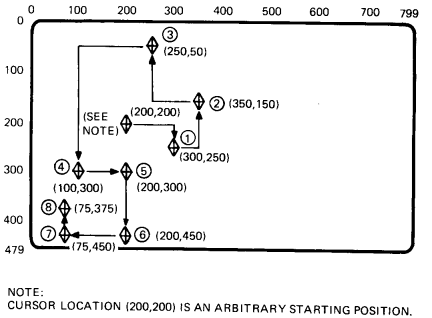 0 100 200 300 400 500 600 700 799
0
③
(250,50)
100
②
(200,200) (350,150)
(SEE
NOTE)
200
①
(300,250)
300
④ ⑤
(100,300) (200,300)
⑧ (75,375)
400
⑦ ⑥ (200,450)
(75,450)
479
NOTE:
CURSOR LOCATION (200,200) IS AN ARBITRARY STARTING POSITION.